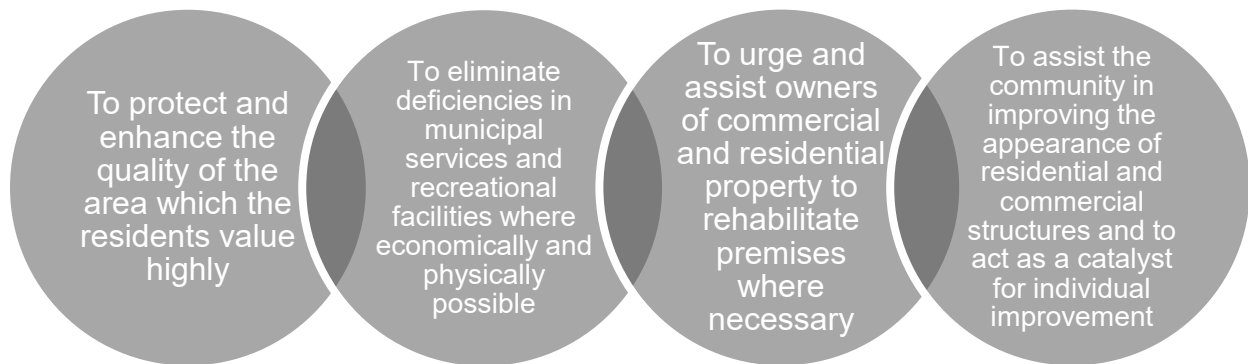 To protect and
enhance the
quality of the
area which the
residents value
highly
To eliminate
deficiencies in
municipal
services and
recreational
facilities where
economically and
physically
possible
To urge and
assist owners
of commercial
and residential
property to
rehabilitate
premises
where
necessary
To assist the
community in
improving the
appearance of
residential and
commercial
structures and to
act as a catalyst
for individual
improvement